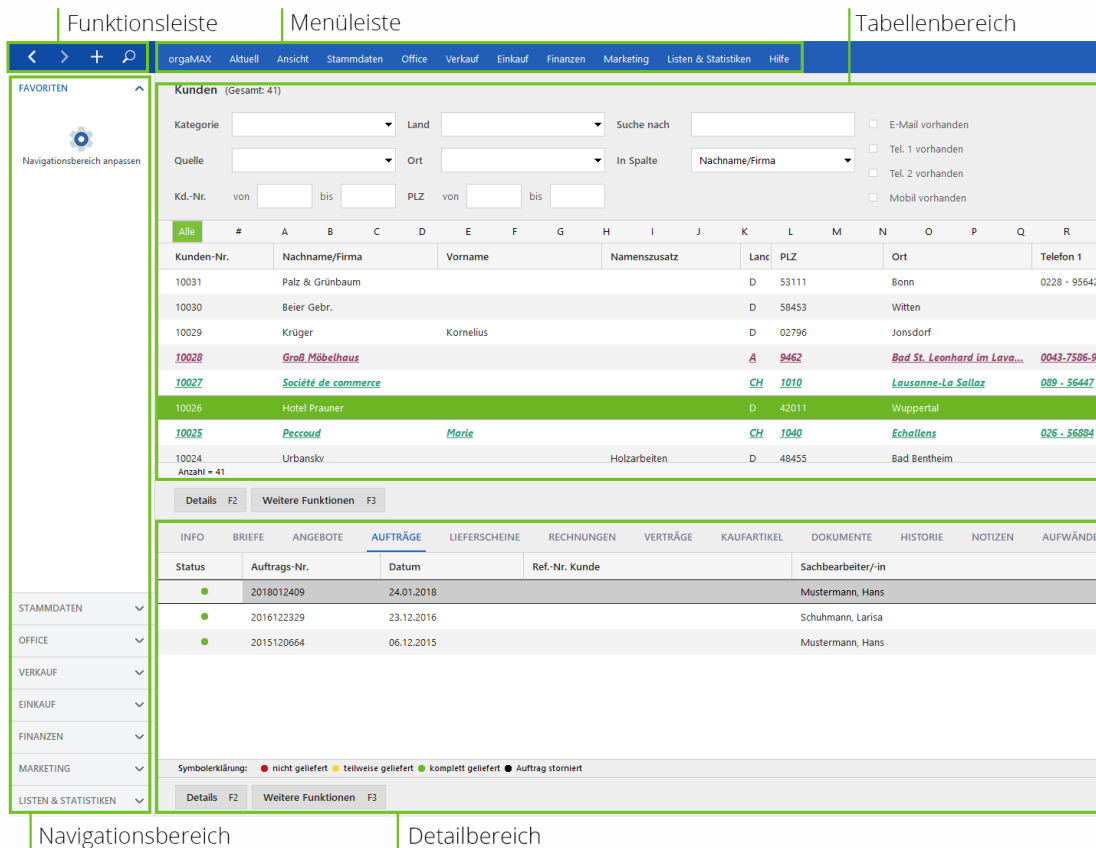 Funktionsleiste Menüleiste Tabellenbereich
orgaMAX Aktuell Ansicht Stammdaten Office Verkauf Einkauf Finanzen Marketing Listen & Statistiken Hilfe
FAVORITEN
Navigationsbereich anpassen
Kunden (Gesamt: 41)
Kategorie Land Suche nach E-Mail vorhanden
Tel. 1 vorhanden
Quelle Ort In Spalte Nachname/Firma
Tel. 2 vorhanden
Kd.-Nr. von bis PLZ von bis Mobil vorhanden
Alle # A B C D E F G H I J K L M N O P Q R
Kunden-Nr. Nachname/Firma Vorname Namenszusatz Land PLZ Ort Telefon 1
10031 Palz & Grünbaum D 53111 Bonn 0228 - 95642
10030 Beier Gebr. D 58453 Witten
10029 Krüger Kornelius D 02796 Jonsdorf
10028 Groß Möbelhaus A 9462 Bad St. Leonhard im Lava... 0043-7586-9
10027 Société de commerce CH 1010 Lausanne-La Sallaz 089 - 56447
10026 Hotel Prauner D 42011 Wuppertal
10025 Peccoud Marie CH 1040 Echallens 026 - 56884
10024 Urbansky Holzarbeiten D 48455 Bad Bentheim
Anzahl = 41
Details F2 Weitere Funktionen F3
INFO BRIEFE ANGEBOTE AUFTRÄGE LIEFERSCHEINE RECHNUNGEN VERTRÄGE KAUFARTIKEL DOKUMENTE HISTORIE NOTIZEN AUFWÄNDE
Status Auftrags-Nr. Datum Ref.-Nr. Kunde Sachbearbeiter/-in
2018012409 24.01.2018 Mustermann, Hans
2016122329 23.12.2016 Schuhmann, Larisa
2015120664 06.12.2015 Mustermann, Hans
STAMMDATEN
OFFICE
VERKAUF
EINKAUF
FINANZEN
MARKETING
LISTEN & STATISTIKEN
Symbolerklärung: nicht geliefert teilweise geliefert komplett geliefert Auftrag storniert
Details F2 Weitere Funktionen F3
Navigationsbereich Detailbereich